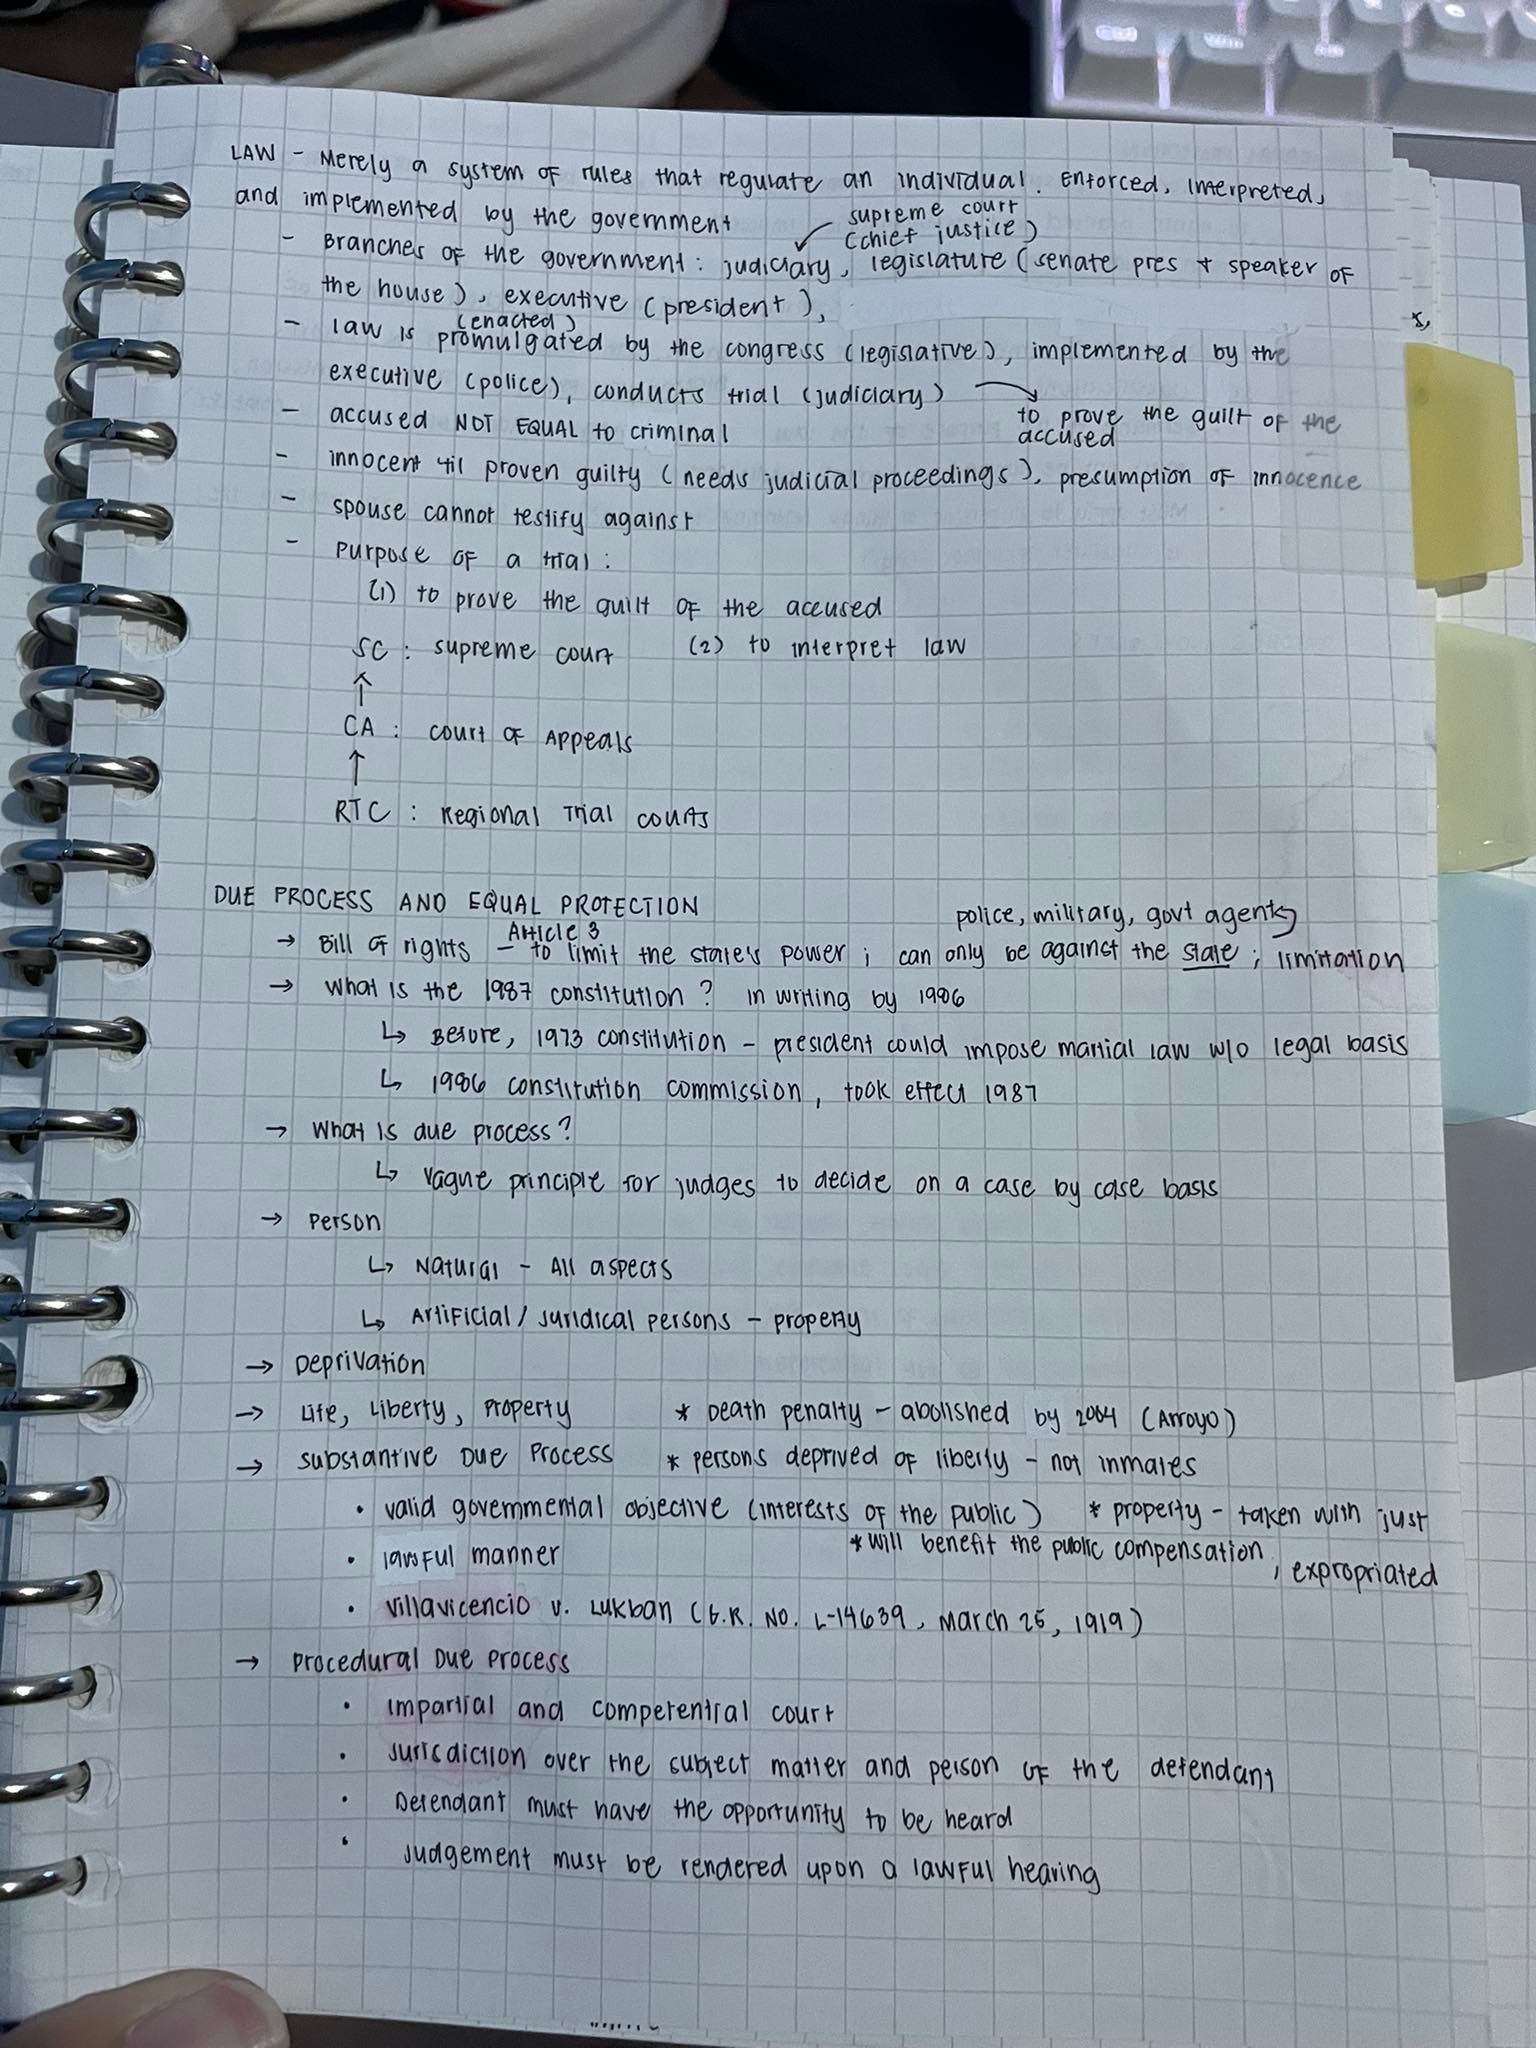 LAW - Merely a system of rules that regulate an individual. Enforced, interpreted,
and implemented by the government
supreme court
(chief justice)
- Branches of the government: judiciary, legislature (senate pres + speaker of
the house), executive (president),
(enacted)
- law is promulgated by the congress (legislative), implemented by the
executive (police), conducts trial (judiciary) →
to prove the guilt of the
accused
- accused NOT EQUAL to criminal
- innocent 'til proven guilty (needs judicial proceedings), presumption of innocence
- spouse cannot testify against
- Purpose of a trial:
(1) to prove the guilt of the accused
SC : supreme court (2) to interpret law
↑
CA : court of Appeals
↑
RTC : Regional Trial courts
DUE PROCESS AND EQUAL PROTECTION
police, military, govt agents
Article 3
→ Bill of rights - to limit the state's power; can only be against the state; limitation
→ What is the 1987 constitution? in writing by 1986
↳ Before, 1973 constitution - president could impose martial law w/o legal basis
↳ 1986 constitution commission, took effect 1987
→ What is due process?
↳ Vague principle for judges to decide on a case by case basis
→ Person
↳ Natural - All aspects
↳ Artificial / Juridical persons - property
→ Deprivation
→ Life, Liberty, Property * Death penalty - abolished by 2004 (Arroyo)
→ Substantive Due Process * persons deprived of liberty - not inmates
• valid governmental objective (interests of the public) * property - taken with just
* will benefit the public compensation, expropriated
• lawful manner
• Villavicencio v. Lukban (G.R. No. L-14639, March 25, 1919)
→ Procedural Due Process
• Impartial and competential court
• Jurisdiction over the subject matter and person of the defendant
• Defendant must have the opportunity to be heard
• Judgement must be rendered upon a lawful hearing